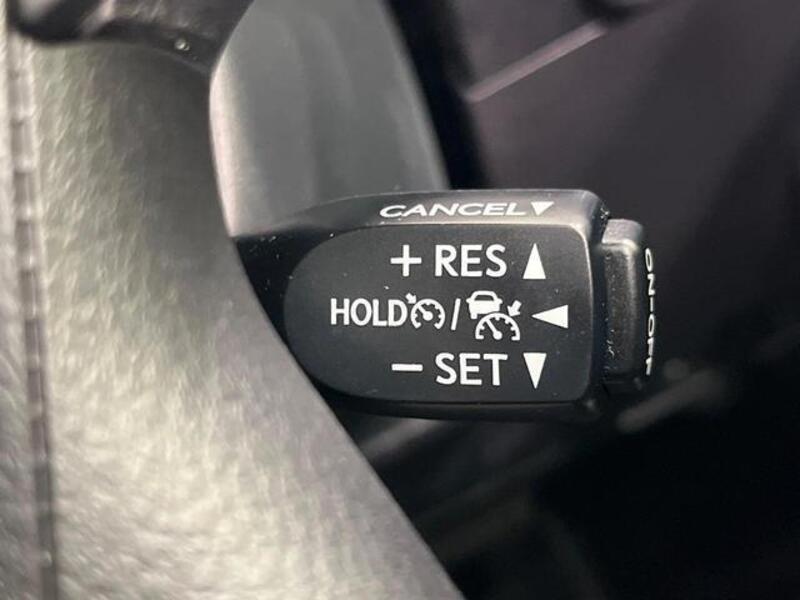 CANCEL▼
+ RES ▲
HOLD / ◀
− SET ▼
ON-OFF